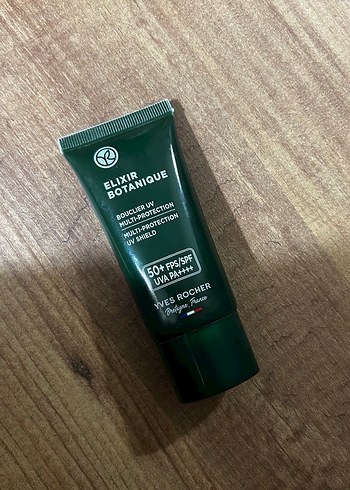 ELIXIR
BOTANIQUE
BOUCLIER UV
MULTI-PROTECTION
MULTI-PROTECTION
UV SHIELD
50+ FPS/SPF
UVA PA++++
YVES ROCHER
Bretagne, France